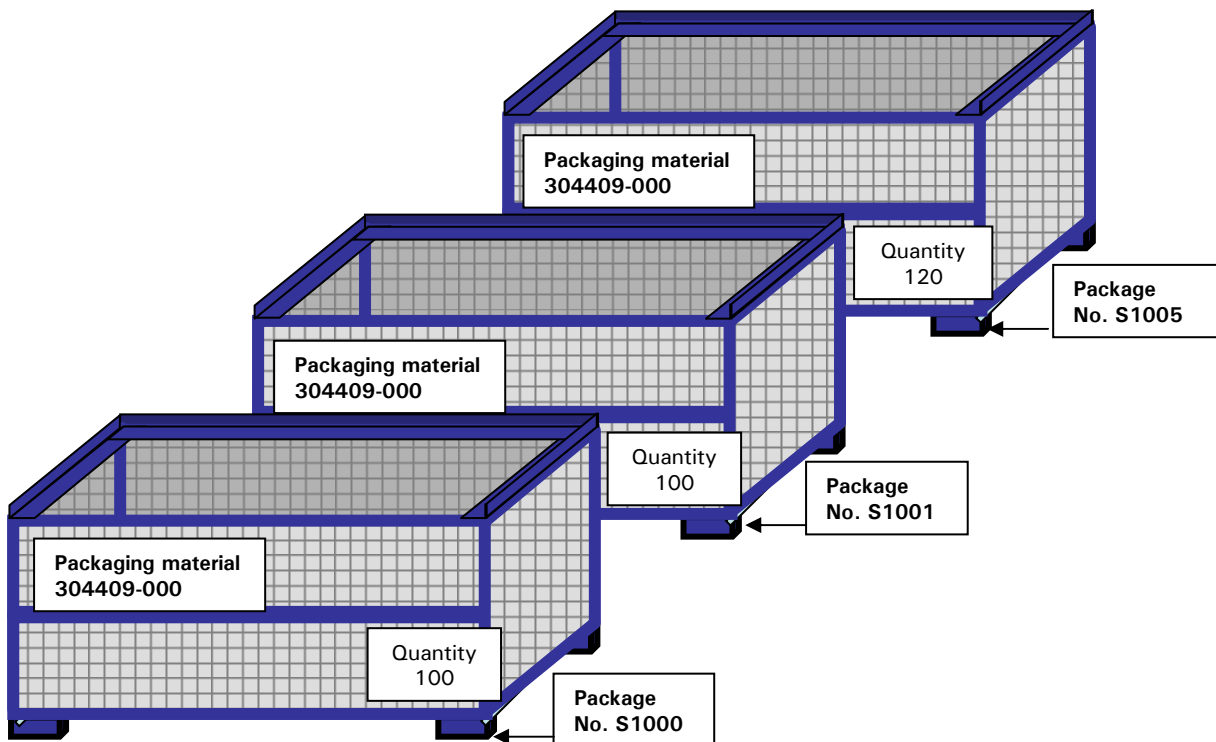 Packaging material
304409-000
Quantity
120
Package
No. S1005
Packaging material
304409-000
Quantity
100
Package
No. S1001
Packaging material
304409-000
Quantity
100
Package
No. S1000